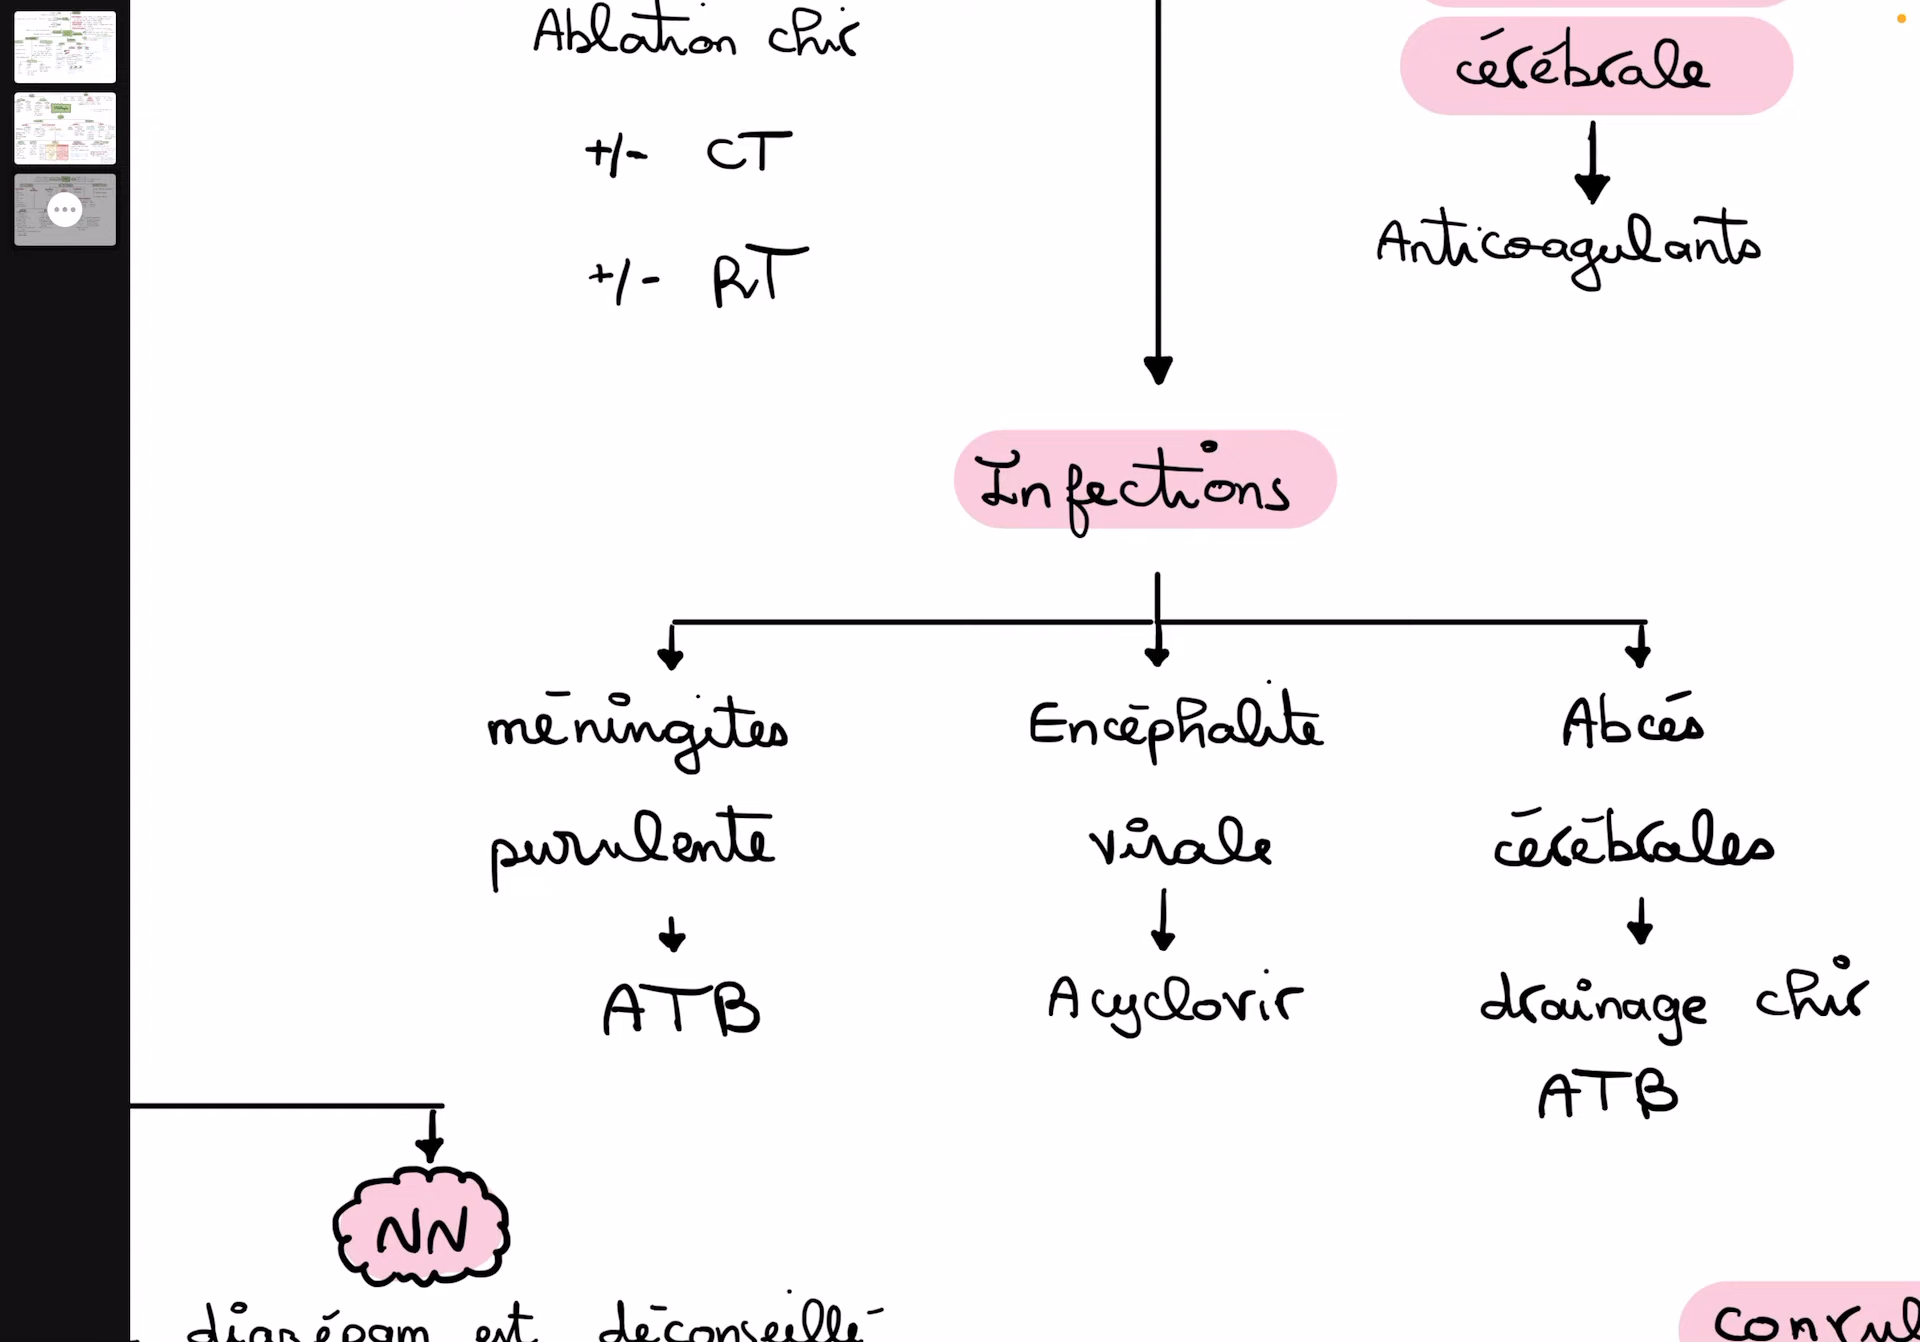 Ablation chir
+/- CT
+/- RT
cérébrale
Anticoagulants
Infections
méningites
purulente
ATB
Encéphalite
virale
Acyclovir
Abcés
cérébrales
drainage chir
ATB
NN
diazépam est déconseillé